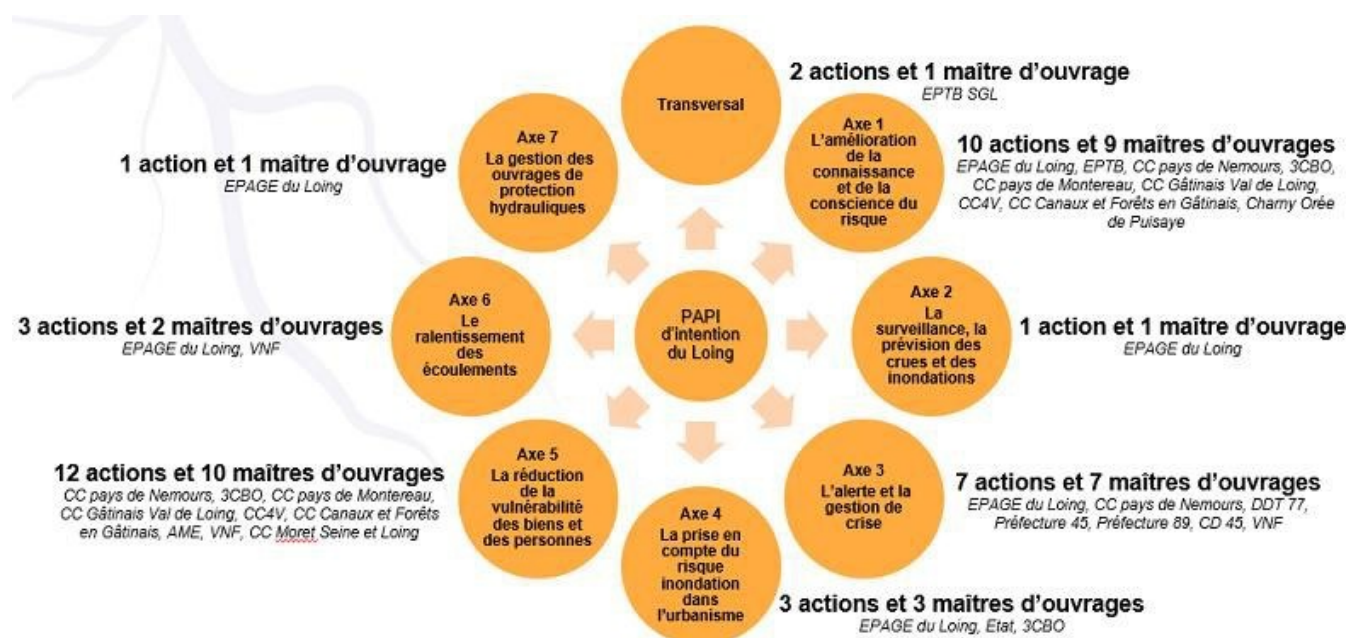 Transversal
2 actions et 1 maître d'ouvrage
EPTB SGL
Axe 1
L'amélioration
de la
connaissance
et de la
conscience du
risque
10 actions et 9 maîtres d'ouvrages
EPAGE du Loing, EPTB, CC pays de Nemours, 3CBO,
CC pays de Montereau, CC Gâtinais Val de Loing,
CC4V, CC Canaux et Forêts en Gâtinais, Charny Orée
de Puisaye
Axe 2
La
surveillance, la
prévision des
crues et des
inondations
1 action et 1 maître d'ouvrage
EPAGE du Loing
Axe 3
L'alerte et la
gestion de
crise
7 actions et 7 maîtres d'ouvrages
EPAGE du Loing, CC pays de Nemours, DDT 77,
Préfecture 45, Préfecture 89, CD 45, VNF
Axe 4
La prise en
compte du
risque
inondation
dans
l'urbanisme
3 actions et 3 maîtres d'ouvrages
EPAGE du Loing, Etat, 3CBO
Axe 5
La réduction
de la
vulnérabilité
des biens et
des personnes
12 actions et 10 maîtres d'ouvrages
CC pays de Nemours, 3CBO, CC pays de Montereau,
CC Gâtinais Val de Loing, CC4V, CC Canaux et Forêts
en Gâtinais, AME, VNF, CC Moret Seine et Loing
Axe 6
Le
ralentissement
des
écoulements
3 actions et 2 maîtres d'ouvrages
EPAGE du Loing, VNF
Axe 7
La gestion des
ouvrages de
protection
hydrauliques
1 action et 1 maître d'ouvrage
EPAGE du Loing
PAPI
d'intention
du Loing